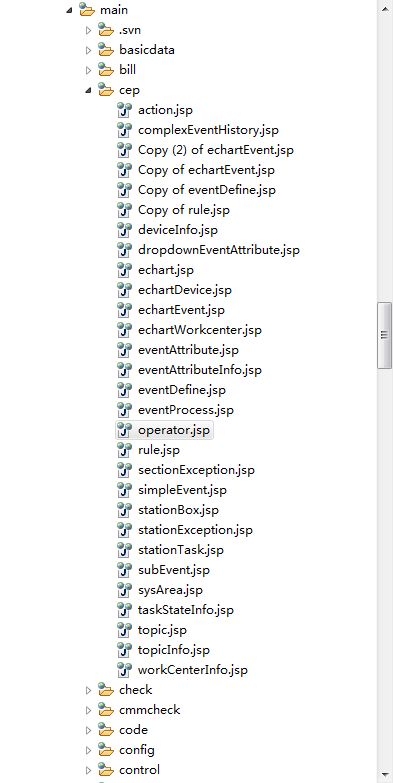 main
.svn
basicdata
bill
cep
action.jsp
complexEventHistory.jsp
Copy (2) of echartEvent.jsp
Copy of echartEvent.jsp
Copy of eventDefine.jsp
Copy of rule.jsp
deviceInfo.jsp
dropdownEventAttribute.jsp
echart.jsp
echartDevice.jsp
echartEvent.jsp
echartWorkcenter.jsp
eventAttribute.jsp
eventAttributeInfo.jsp
eventDefine.jsp
eventProcess.jsp
operator.jsp
rule.jsp
sectionException.jsp
simpleEvent.jsp
stationBox.jsp
stationException.jsp
stationTask.jsp
subEvent.jsp
sysArea.jsp
taskStateInfo.jsp
topic.jsp
topicInfo.jsp
workCenterInfo.jsp
check
cmmcheck
code
config
control